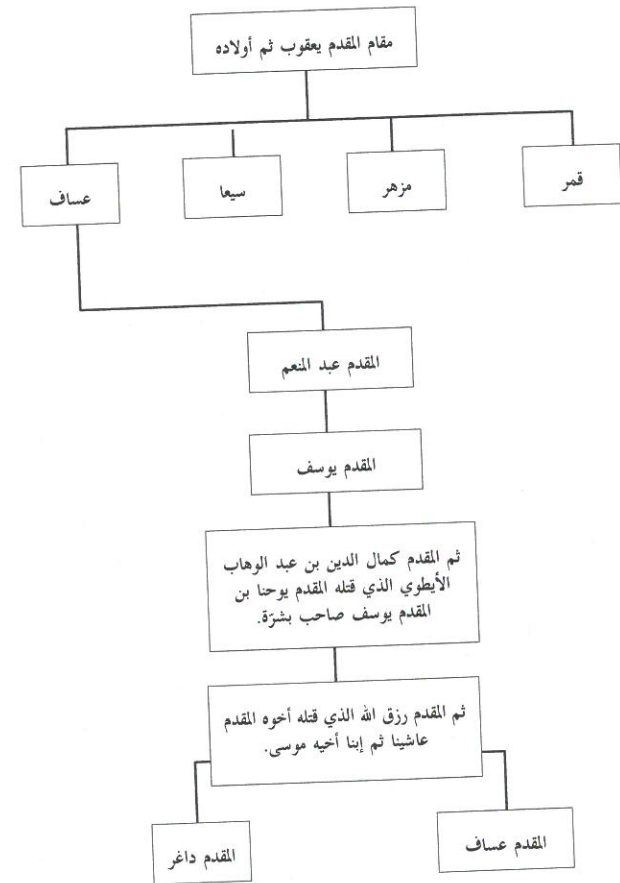 مقام المقدم يعقوب ثم أولاده
قمر
مزهر
سيعا
عساف
المقدم عبد المنعم
المقدم يوسف
ثم المقدم كمال الدين بن عبد الوهاب
الأيطوي الذي قتله المقدم يوحنا بن
المقدم يوسف صاحب بشرّة.
ثم المقدم رزق الله الذي قتله أخوه المقدم
عاشينا ثم إبنا أخيه موسى.
المقدم عساف
المقدم داغر